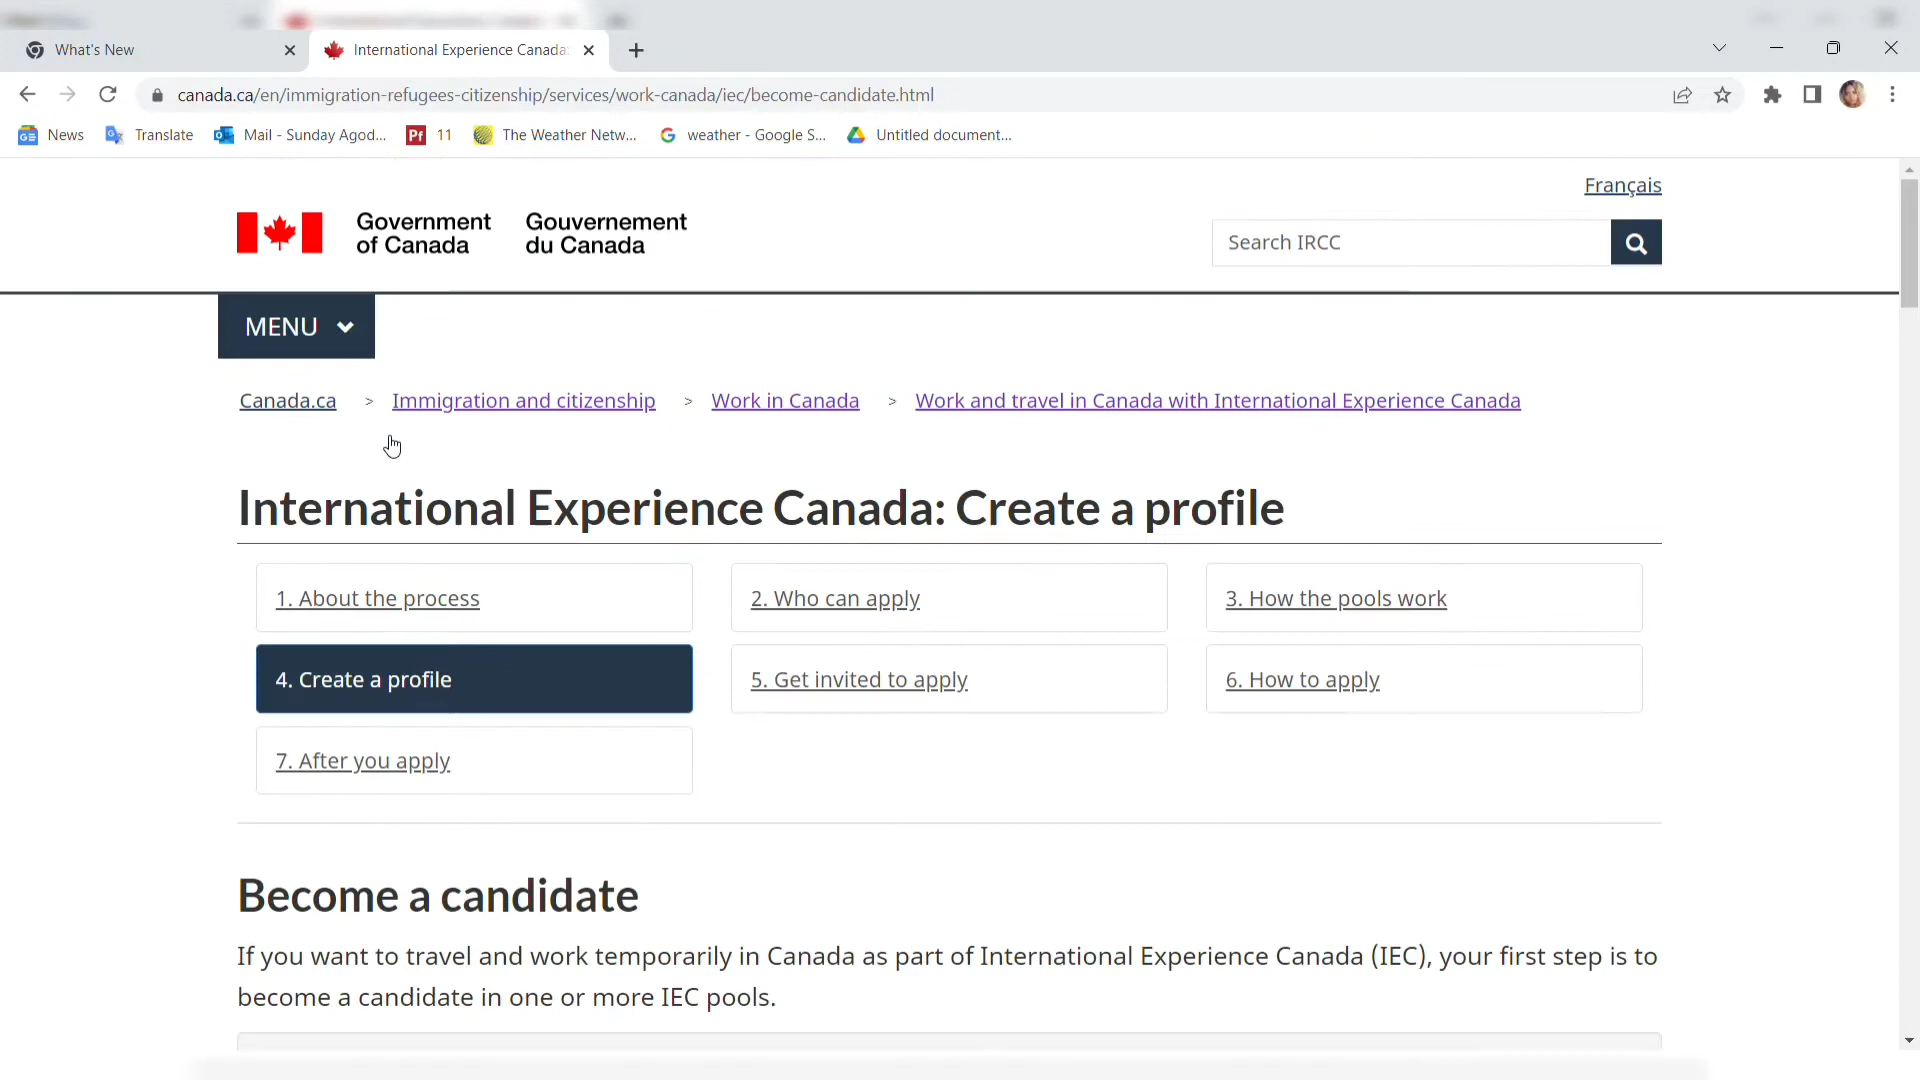 What's New
International Experience Canada:
canada.ca/en/immigration-refugees-citizenship/services/work-canada/iec/become-candidate.html
News Translate Mail - Sunday Agod... 11 The Weather Netw... weather - Google S... Untitled document...
Français
Government of Canada
Gouvernement du Canada
Search IRCC
MENU
Canada.ca > Immigration and citizenship > Work in Canada > Work and travel in Canada with International Experience Canada
International Experience Canada: Create a profile
1. About the process
2. Who can apply
3. How the pools work
4. Create a profile
5. Get invited to apply
6. How to apply
7. After you apply
Become a candidate
If you want to travel and work temporarily in Canada as part of International Experience Canada (IEC), your first step is to
become a candidate in one or more IEC pools.